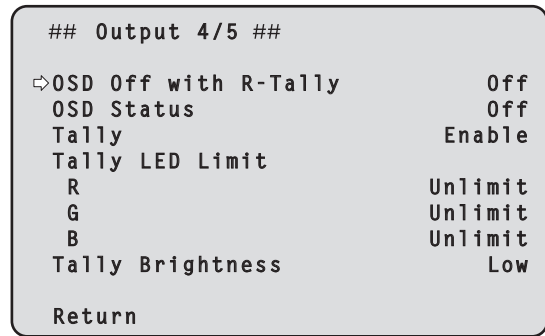 ## Output 4/5 ##
⇨OSD Off with R-Tally Off
OSD Status Off
Tally Enable
Tally LED Limit
R Unlimit
G Unlimit
B Unlimit
Tally Brightness Low
Return